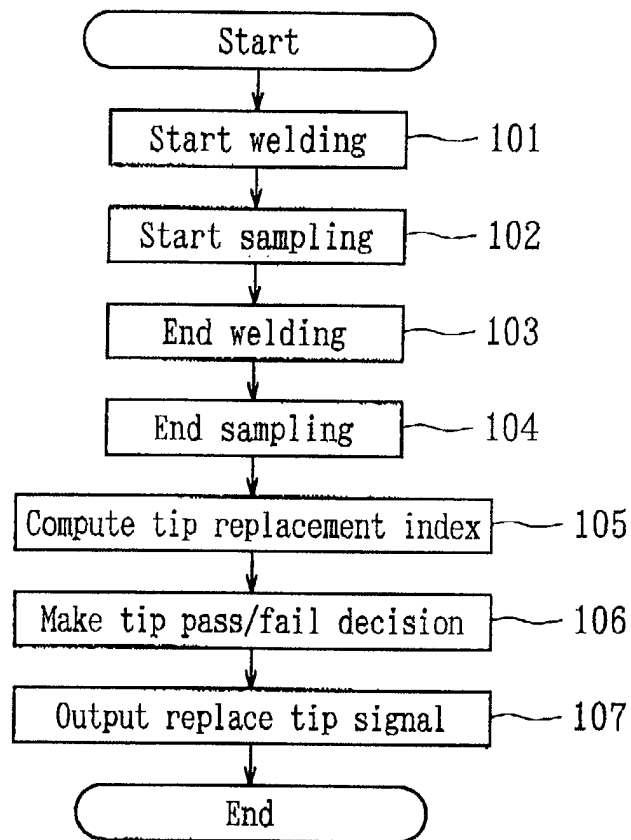 Start
Start welding 101
Start sampling 102
End welding 103
End sampling 104
Compute tip replacement index 105
Make tip pass/fail decision 106
Output replace tip signal 107
End